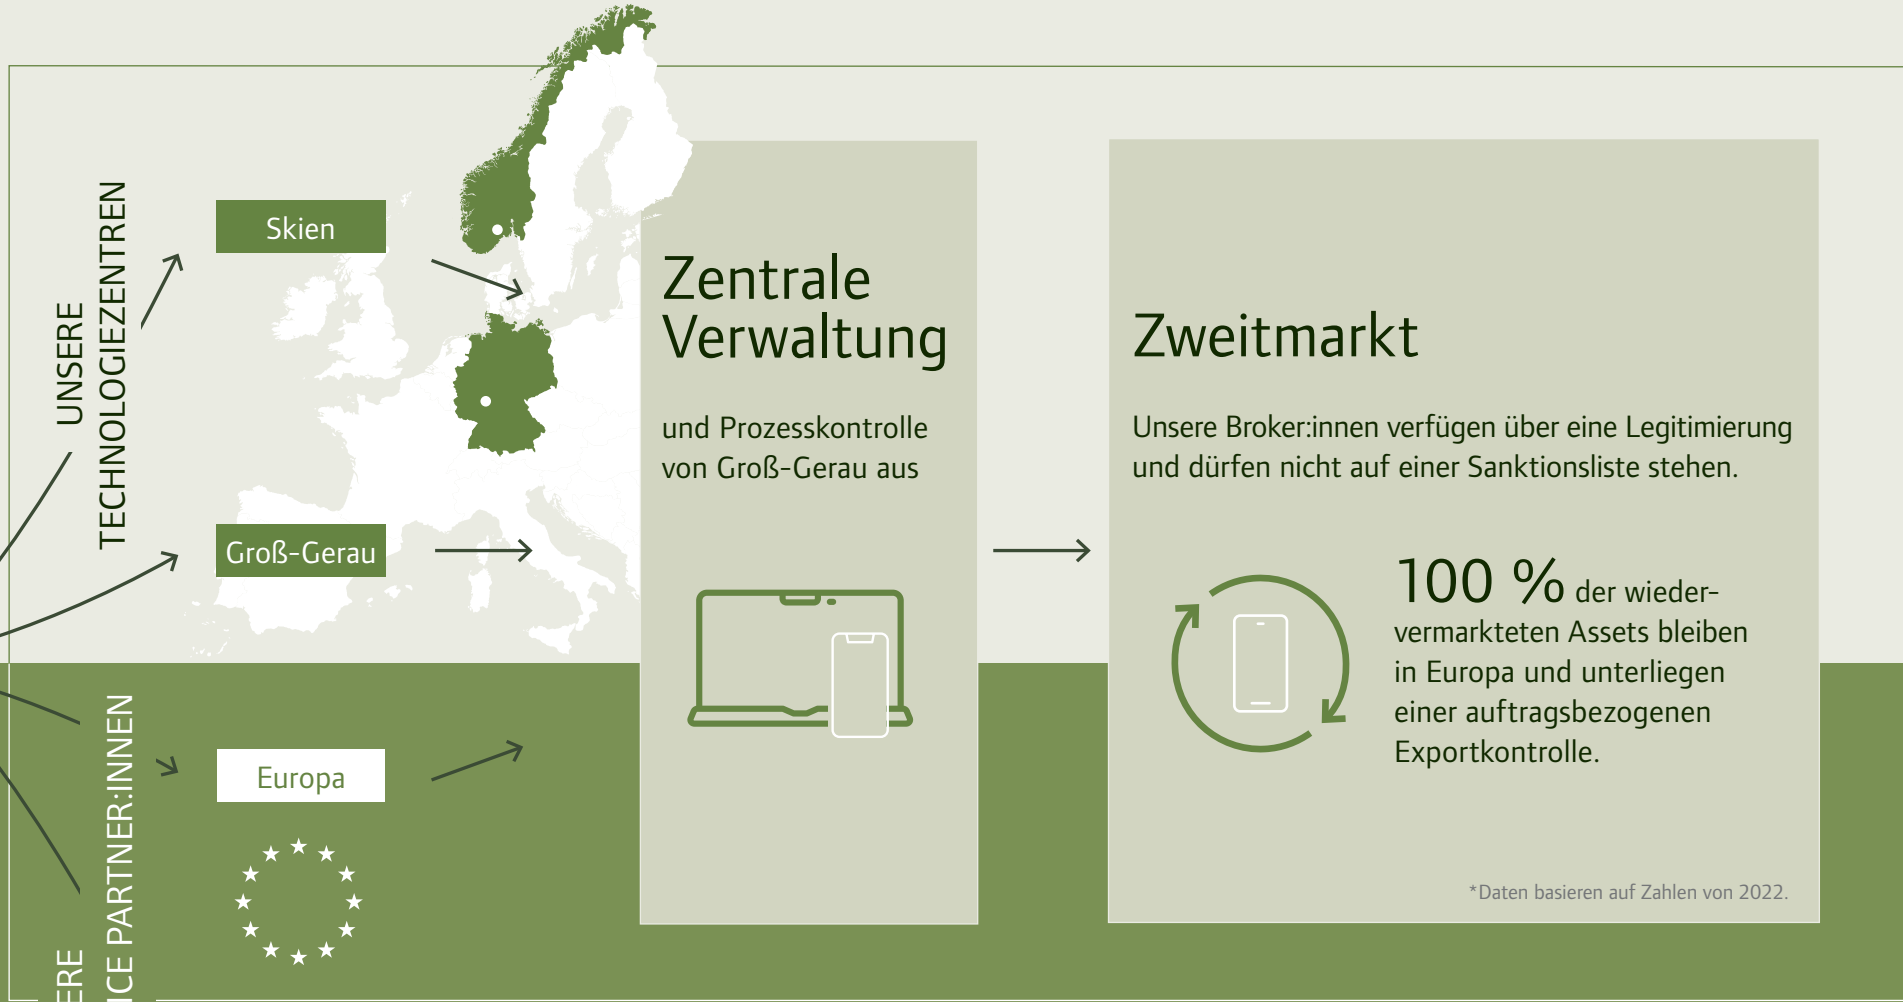 UNSERE
TECHNOLOGIEZENTREN
Skien
Groß-Gerau
ICE PARTNER:INNEN
Europa
Zentrale
Verwaltung
und Prozesskontrolle
von Groß-Gerau aus
Zweitmarkt
Unsere Broker:innen verfügen über eine Legitimierung
und dürfen nicht auf einer Sanktionsliste stehen.
100 % der wieder-
vermarkteten Assets bleiben
in Europa und unterliegen
einer auftragsbezogenen
Exportkontrolle.
*Daten basieren auf Zahlen von 2022.